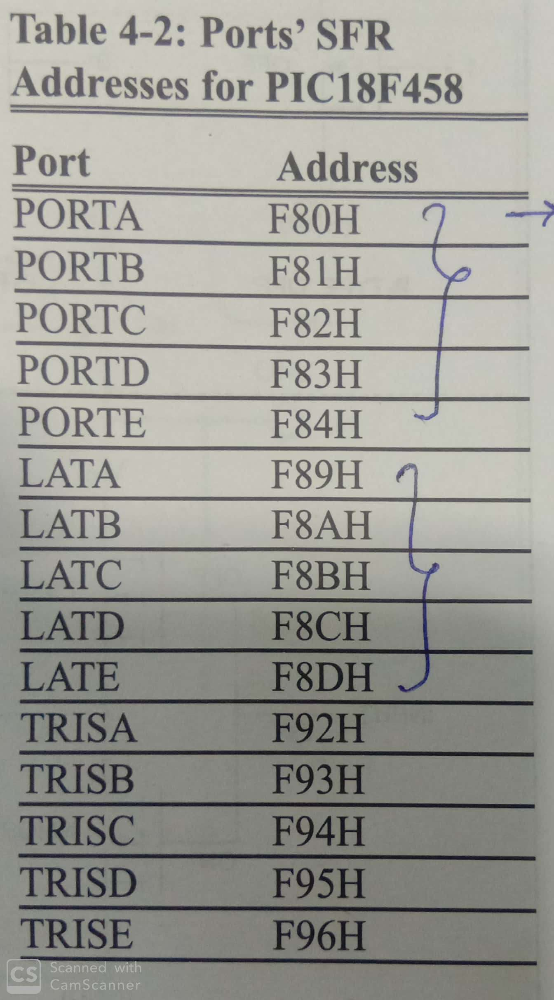 Table 4-2: Ports’ SFR
Addresses for PIC18F458
Port Address
PORTA F80H
PORTB F81H
PORTC F82H
PORTD F83H
PORTE F84H
LATA F89H
LATB F8AH
LATC F8BH
LATD F8CH
LATE F8DH
TRISA F92H
TRISB F93H
TRISC F94H
TRISD F95H
TRISE F96H
CS Scanned with
CamScanner